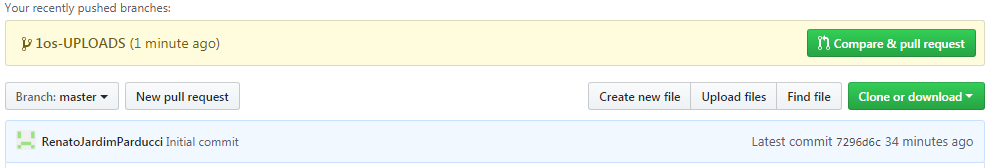 Your recently pushed branches:
1os-UPLOADS (1 minute ago) Compare & pull request
Branch: master New pull request Create new file Upload files Find file Clone or download
RenatoJardimParducci Initial commit Latest commit 7296d6c 34 minutes ago